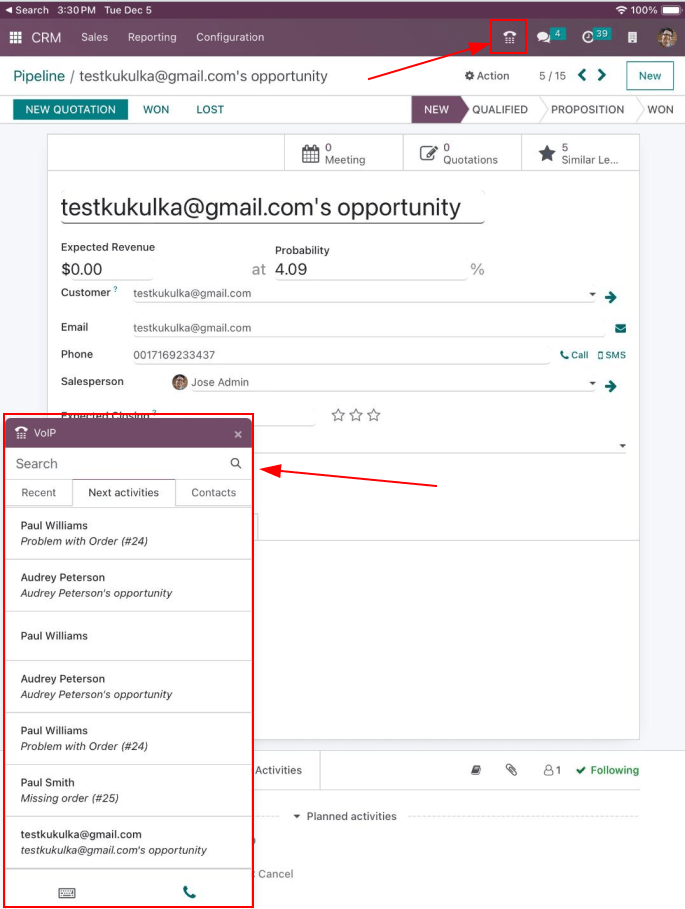 Search 3:30 PM Tue Dec 5 100%
CRM Sales Reporting Configuration 4 39
Pipeline / testkukulka@gmail.com's opportunity Action 5 / 15 New
NEW QUOTATION WON LOST NEW QUALIFIED PROPOSITION WON
0 Meeting
0 Quotations
5 Similar Le...
testkukulka@gmail.com's opportunity
Expected Revenue Probability
$0.00 at 4.09 %
Customer ? testkukulka@gmail.com
Email testkukulka@gmail.com
Phone 0017169233437 Call SMS
Salesperson Jose Admin
Expected Closing ?
VoIP ×
Search
Recent Next activities Contacts
Paul Williams
Problem with Order (#24)
Audrey Peterson
Audrey Peterson's opportunity
Paul Williams
Audrey Peterson
Audrey Peterson's opportunity
Paul Williams
Problem with Order (#24)
Paul Smith
Missing order (#25)
testkukulka@gmail.com
testkukulka@gmail.com's opportunity
Activities 1 Following
Planned activities
Cancel